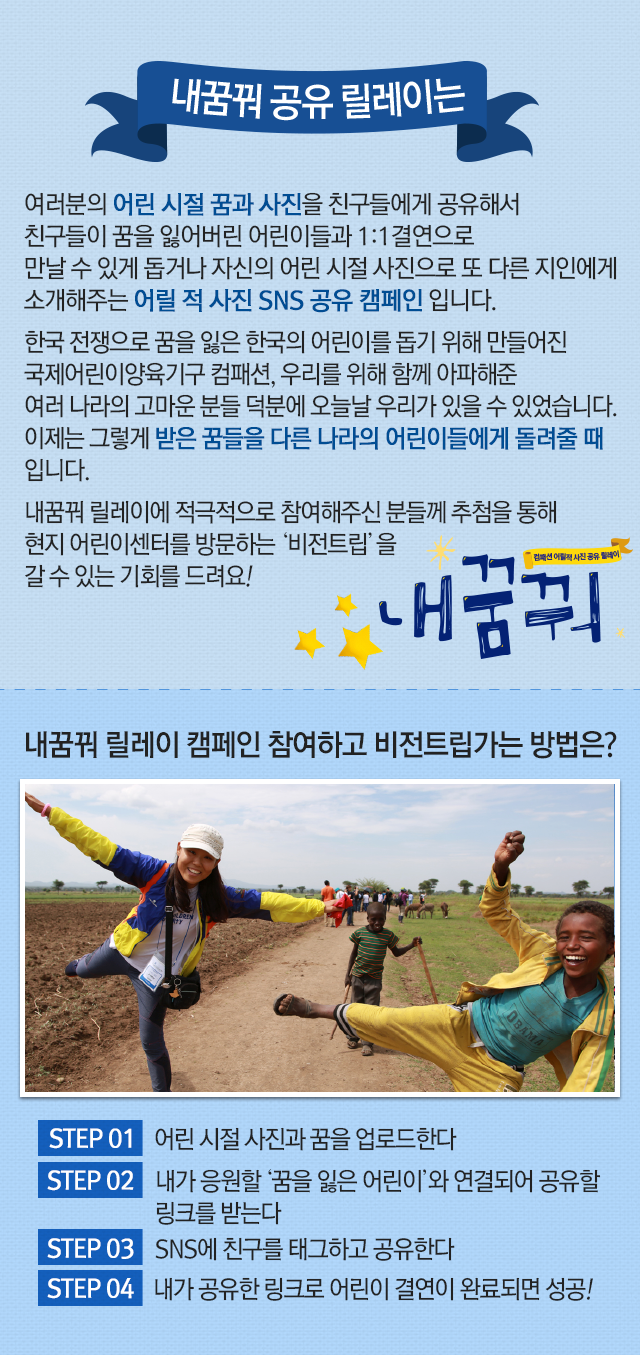 내꿈꿔 공유 릴레이는
여러분의 어린 시절 꿈과 사진을 친구들에게 공유해서
친구들이 꿈을 잃어버린 어린이들과 1:1결연으로
만날 수 있게 돕거나 자신의 어린 시절 사진으로 또 다른 지인에게
소개해주는 어릴 적 사진 SNS 공유 캠페인 입니다.
한국 전쟁으로 꿈을 잃은 한국의 어린이를 돕기 위해 만들어진
국제어린이양육기구 컴패션, 우리를 위해 함께 아파해준
여러 나라의 고마운 분들 덕분에 오늘날 우리가 있을 수 있었습니다.
이제는 그렇게 받은 꿈들을 다른 나라의 어린이들에게 돌려줄 때
입니다.
내꿈꿔 릴레이에 적극적으로 참여해주신 분들께 추첨을 통해
현지 어린이센터를 방문하는 ‘비전트립’을
갈 수 있는 기회를 드려요!
컴패션 어릴적 사진 공유 릴레이
내꿈꿔
내꿈꿔 릴레이 캠페인 참여하고 비전트립가는 방법은?
STEP 01 어린 시절 사진과 꿈을 업로드한다
STEP 02 내가 응원할 ‘꿈을 잃은 어린이’와 연결되어 공유할
링크를 받는다
STEP 03 SNS에 친구를 태그하고 공유한다
STEP 04 내가 공유한 링크로 어린이 결연이 완료되면 성공!